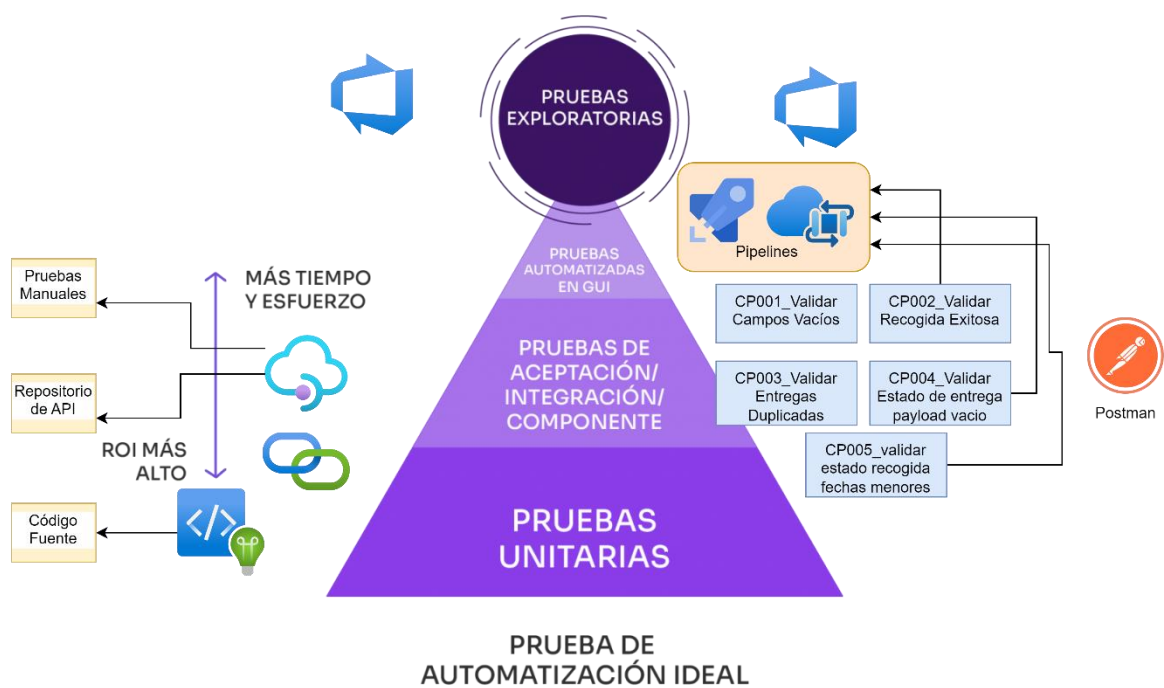 PRUEBAS
EXPLORATORIAS
PRUEBAS
AUTOMATIZADAS
EN GUI
PRUEBAS DE
ACEPTACIÓN/
INTEGRACIÓN/
COMPONENTE
PRUEBAS
UNITARIAS
PRUEBA DE
AUTOMATIZACIÓN IDEAL
Pruebas
Manuales
Repositorio
de API
Código
Fuente
MÁS TIEMPO
Y ESFUERZO
ROI MÁS
ALTO
Pipelines
CP001_Validar
Campos Vacíos
CP002_Validar
Recogida Exitosa
CP003_Validar
Entregas
Duplicadas
CP004_Validar
Estado de entrega
payload vacio
CP005_validar
estado recogida
fechas menores
Postman